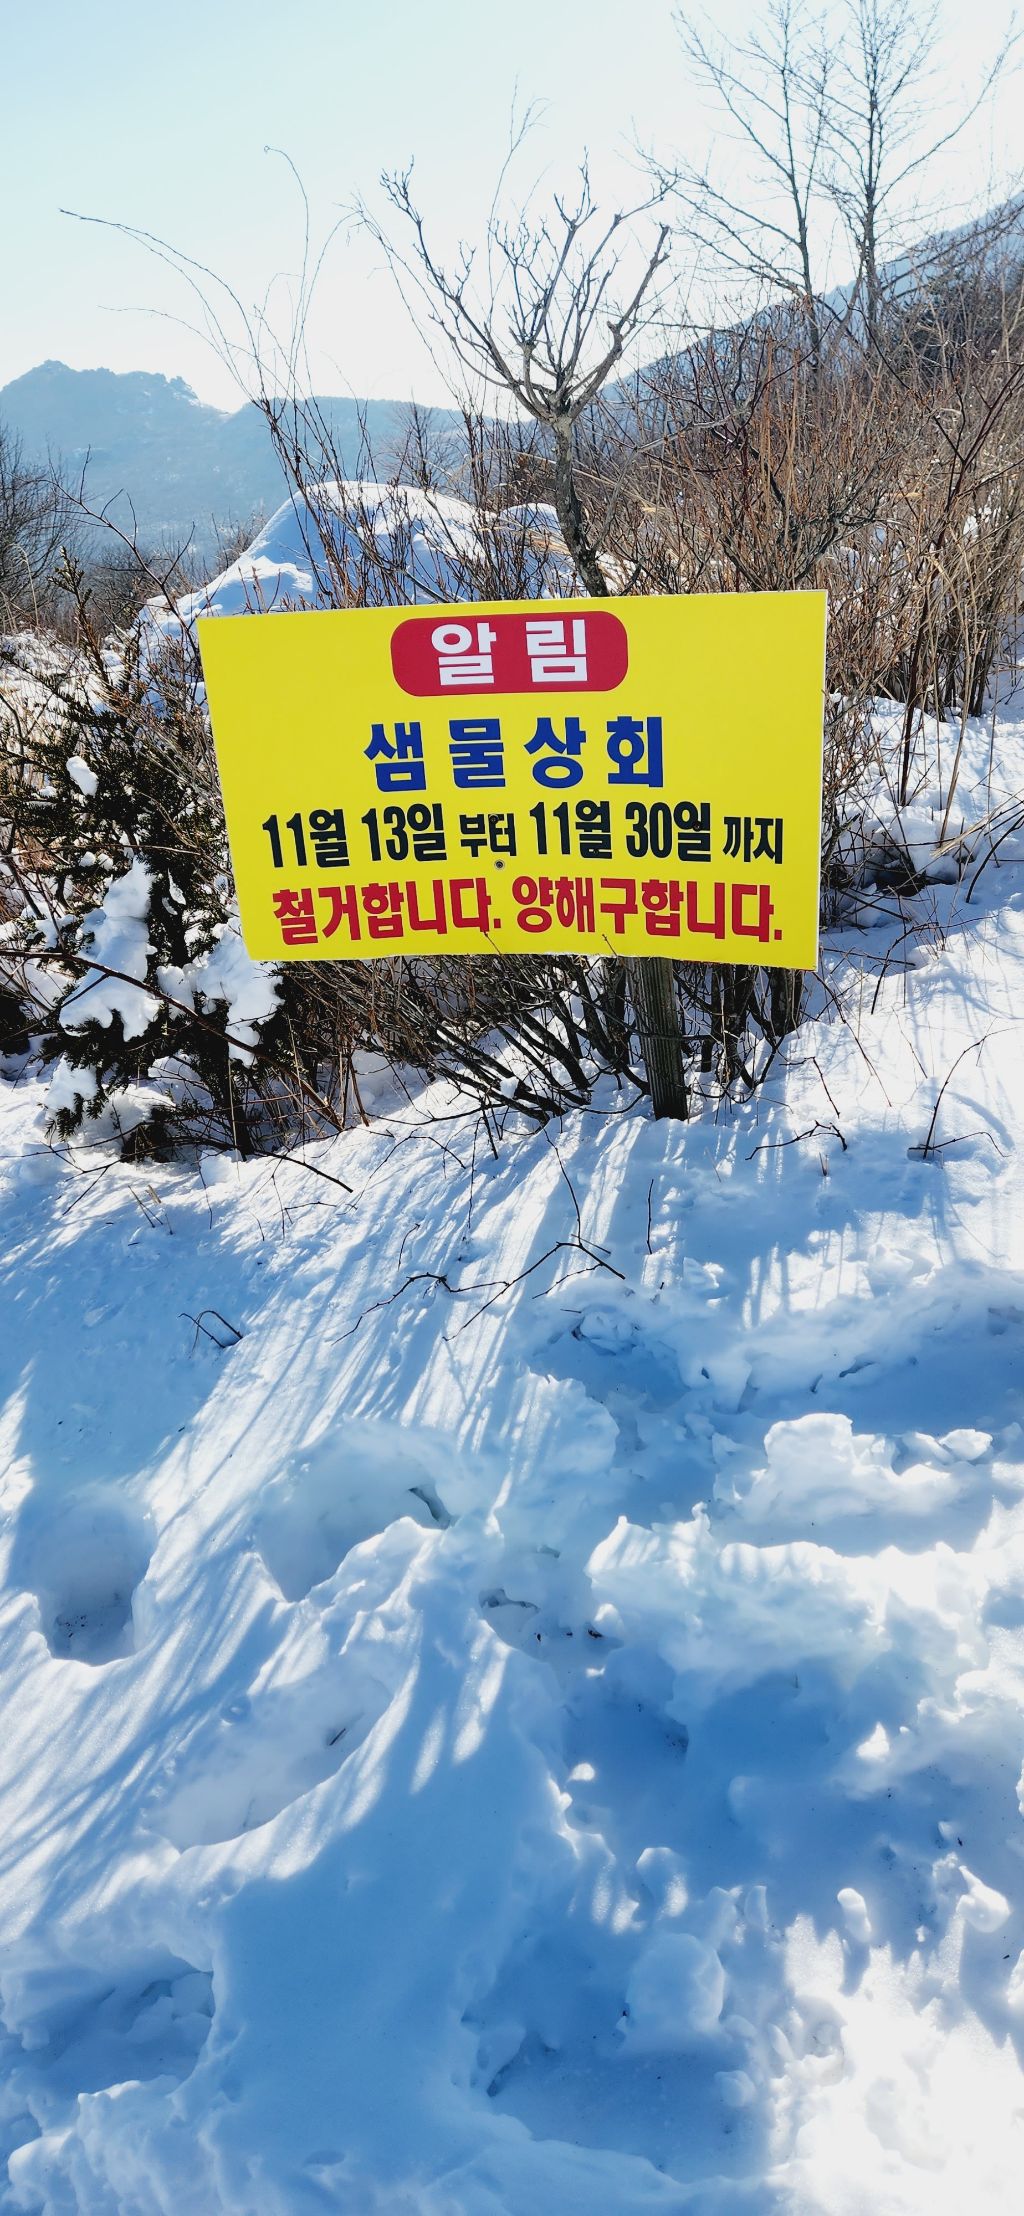 알림
샘물상회
11월 13일 부터 11월 30일 까지
철거합니다. 양해구합니다.